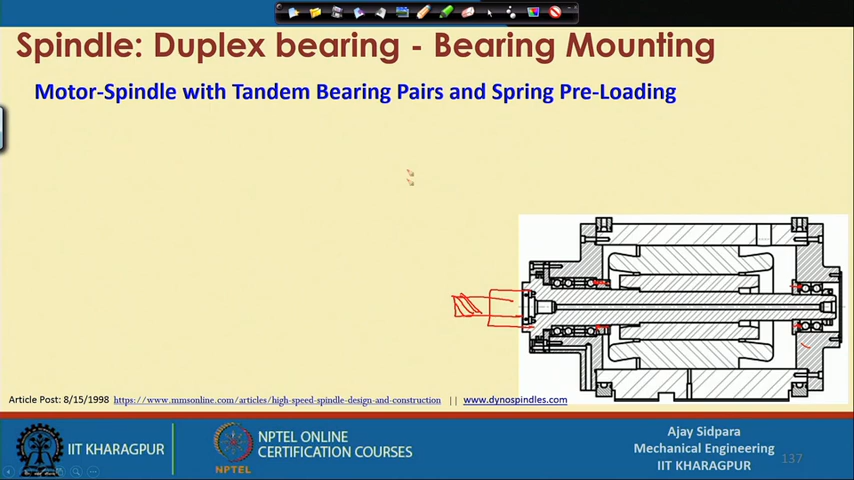 Spindle: Duplex bearing - Bearing Mounting
Motor-Spindle with Tandem Bearing Pairs and Spring Pre-Loading
Article Post: 8/15/1998 https://www.mmsonline.com/articles/high-speed-spindle-design-and-construction || www.dynospindles.com
IIT KHARAGPUR
NPTEL
NPTEL ONLINE
CERTIFICATION COURSES
Ajay Sidpara
Mechanical Engineering
IIT KHARAGPUR
137